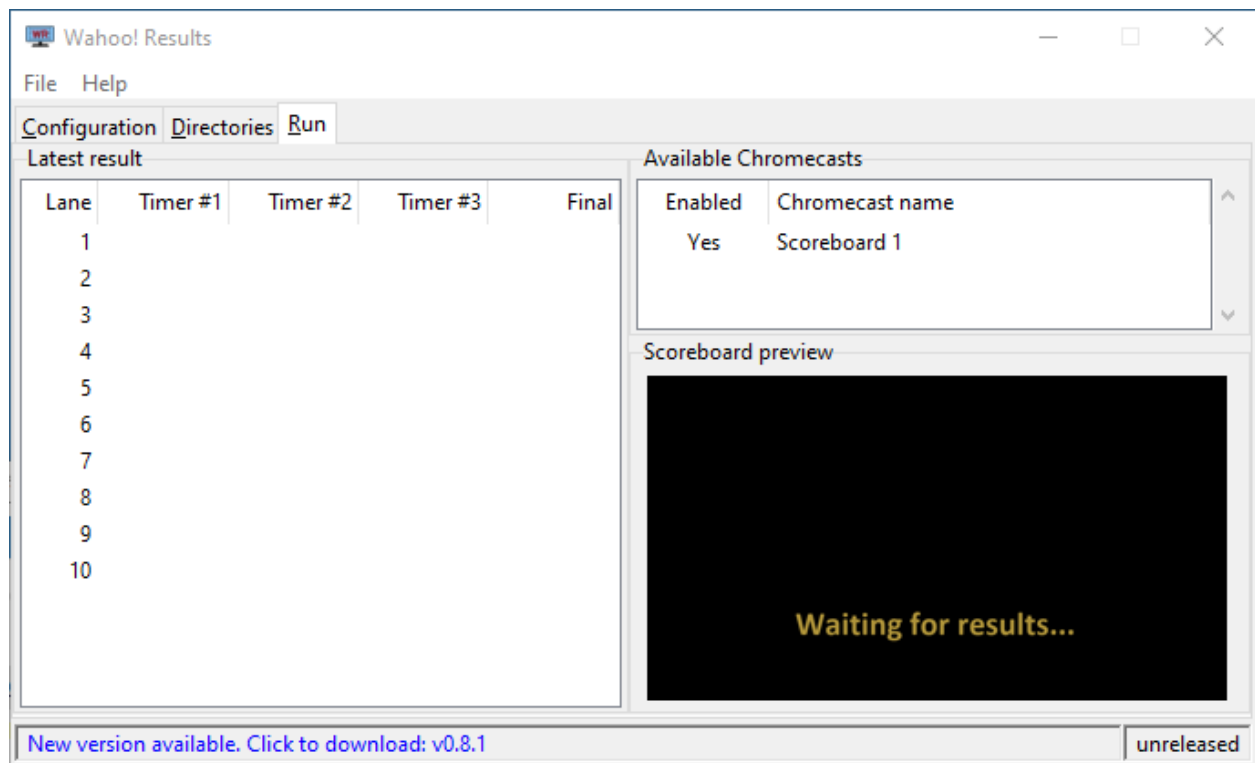 Wahoo! Results
File Help
Configuration Directories Run
Latest result
Lane Timer #1 Timer #2 Timer #3 Final
1
2
3
4
5
6
7
8
9
10
Available Chromecasts
Enabled Chromecast name
Yes Scoreboard 1
Scoreboard preview
Waiting for results...
New version available. Click to download: v0.8.1
unreleased